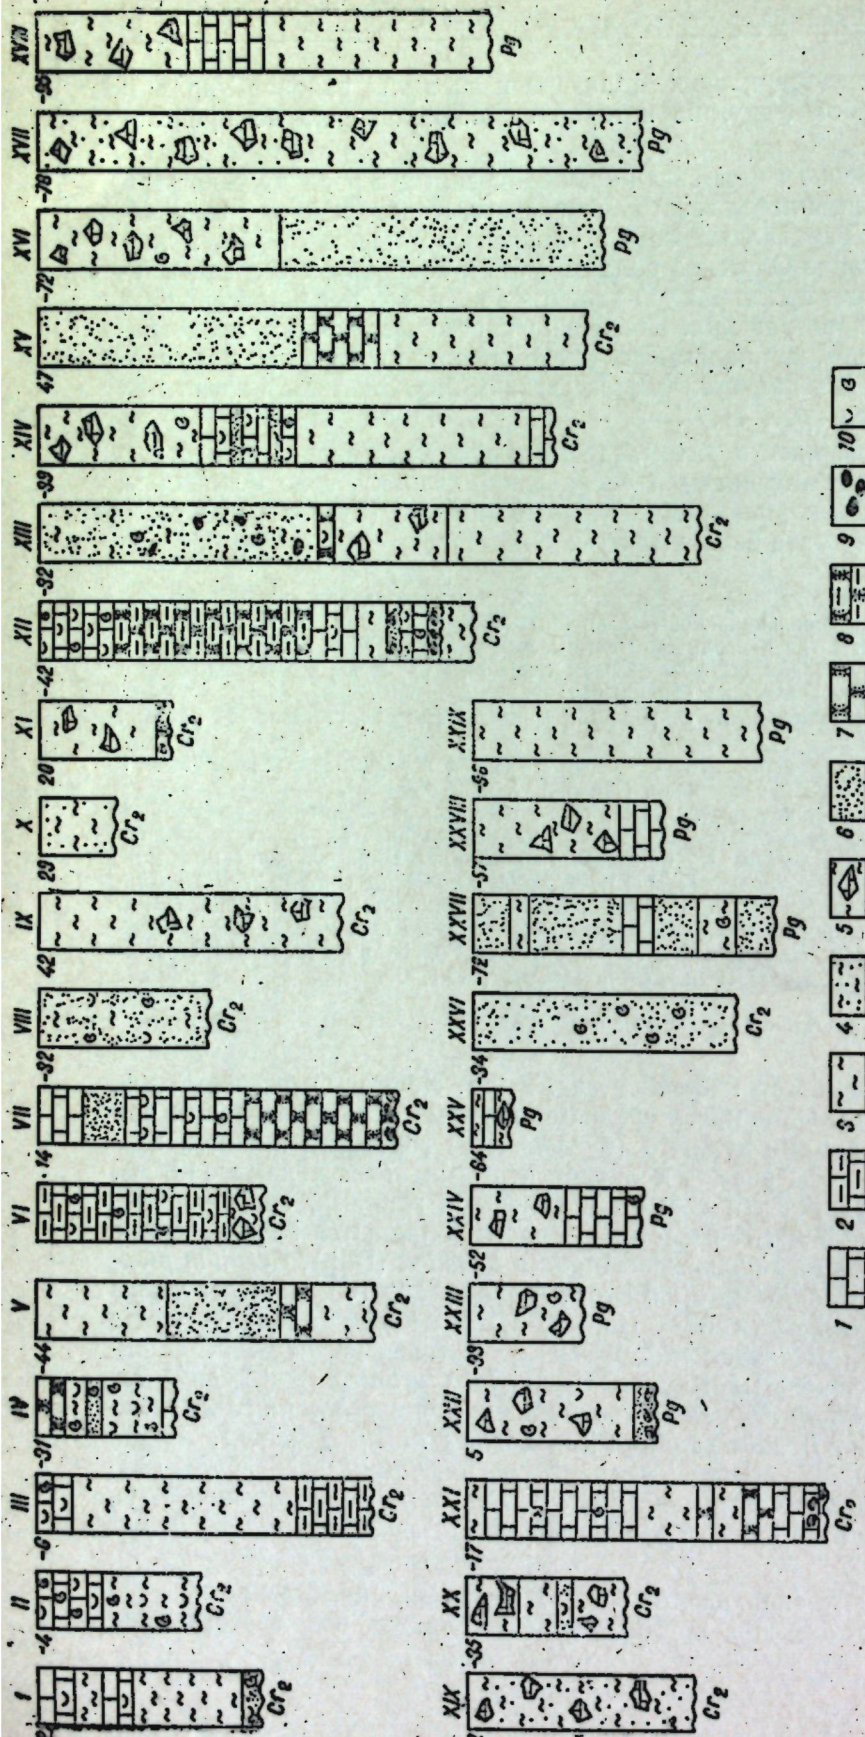 I II III IV V VI VII VIII IX X XI XII XIII XIV XV XVI XVII XVIII
-4 -6 -31 -44 14 -32 42 29 20 -42 -32 -39 47 -72 -78
Cr₂ Cr₂ Cr₂ Cr₂ Cr₂ Cr₂ Cr₂ Cr₂ Cr₂ Cr₂ Cr₂ Cr₂ Cr₂ Cr₂ Cr₂ Pg Pg Pg
XIX XX XXI XXII XXIII XXIV XXV XXVI XXVII XXVIII XXIX
-35 -17 5 -33 -52 -64 -34 -72 -57 -56
Cr₂ Cr₂ Cr₂ Pg Pg Pg Pg Cr₂ Pg Pg Pg
1 2 3 4 5 6 7 8 9 10